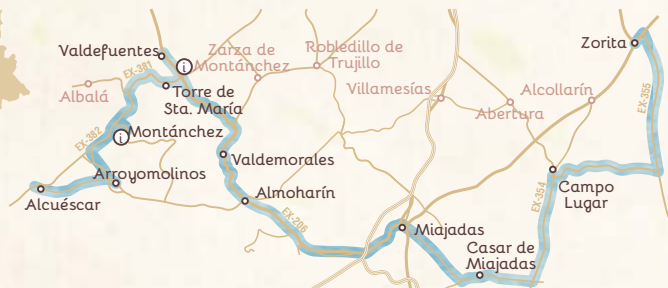 Valdefuentes
Zarza de
Montánchez
Robledillo de
Trujillo
Zorita
EX-381
Albalá
Torre de
Sta. María
Villamesías
Alcollarín
Abertura
EX-355
EX-382
Montánchez
Valdemorales
Arroyomolinos
Almoharín
Alcuéscar
EX-206
Miajadas
Casar de
Miajadas
EX-354
Campo
Lugar
i
i